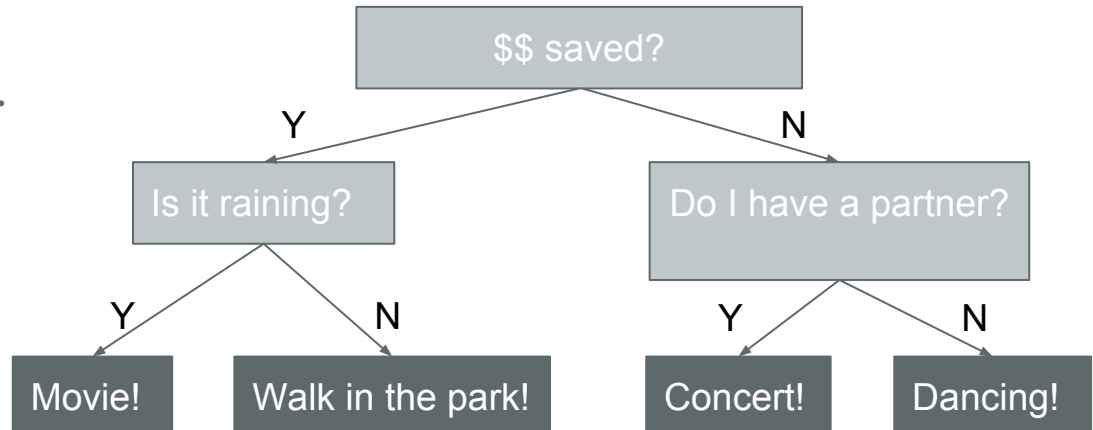 $$ saved?
Y
N
Is it raining?
Do I have a partner?
Y
N
Y
N
Movie!
Walk in the park!
Concert!
Dancing!